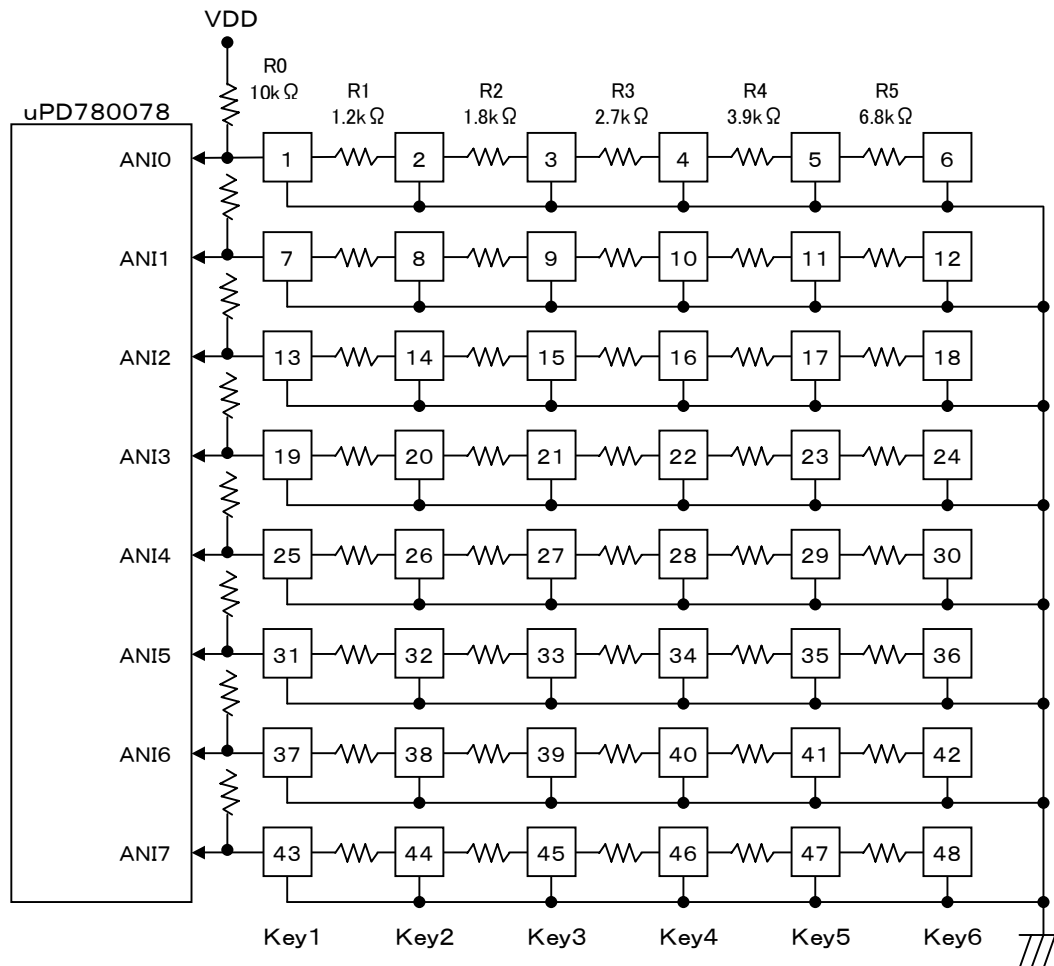 VDD
R0
10kΩ
R1
1.2kΩ
R2
1.8kΩ
R3
2.7kΩ
R4
3.9kΩ
R5
6.8kΩ
uPD780078
ANI0 1 2 3 4 5 6
ANI1 7 8 9 10 11 12
ANI2 13 14 15 16 17 18
ANI3 19 20 21 22 23 24
ANI4 25 26 27 28 29 30
ANI5 31 32 33 34 35 36
ANI6 37 38 39 40 41 42
ANI7 43 44 45 46 47 48
Key1 Key2 Key3 Key4 Key5 Key6